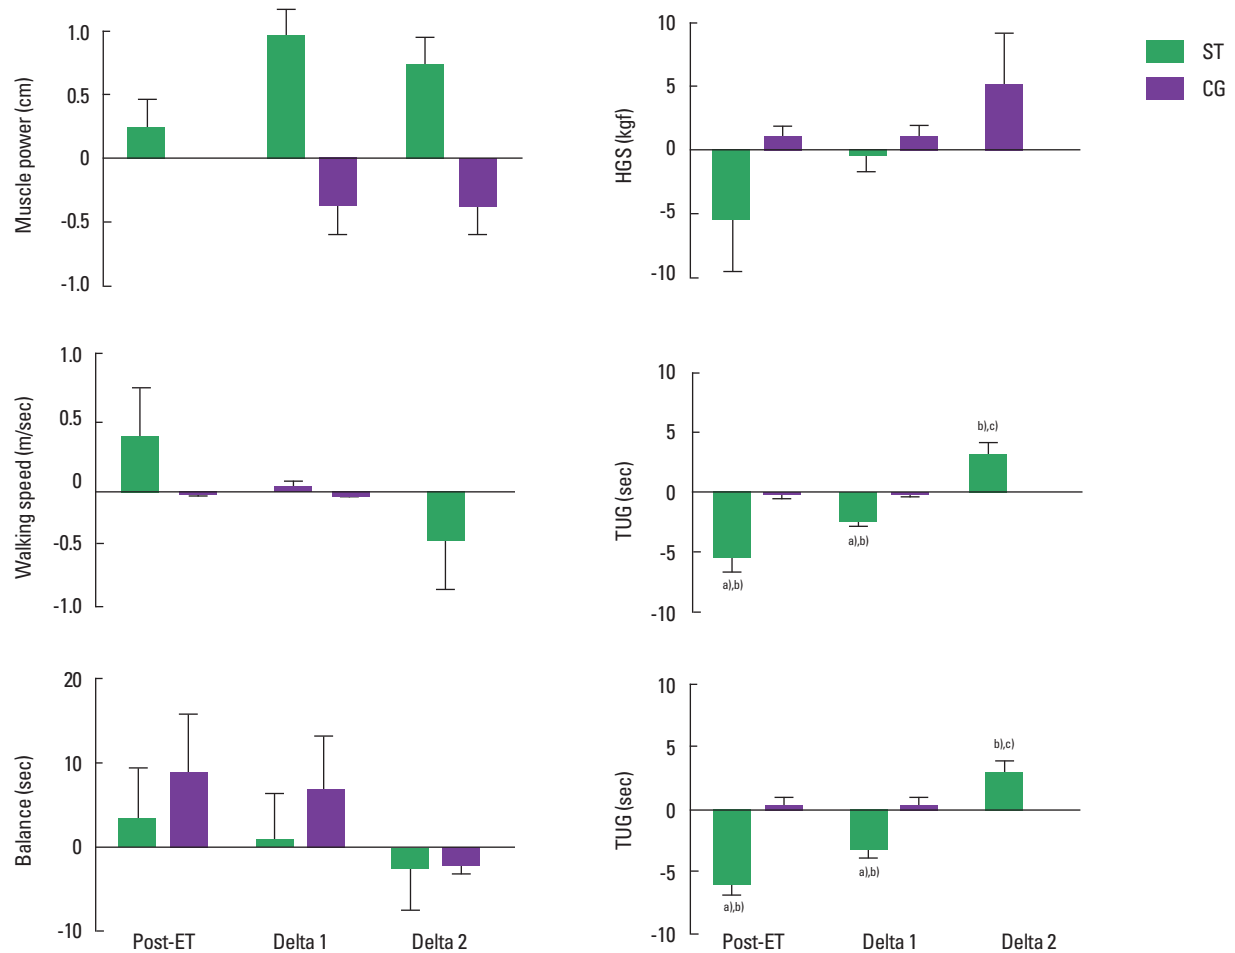 Muscle power (cm)
1.0
0.5
0
-0.5
-1.0
HGS (kgf)
10
5
0
-5
-10
ST
CG
Walking speed (m/sec)
1.0
0.5
0
-0.5
-1.0
TUG (sec)
10
5
0
-5
-10
a),b)
a),b)
b),c)
Balance (sec)
20
10
0
-10
Post-ET
Delta 1
Delta 2
TUG (sec)
10
5
0
-5
-10
a),b)
a),b)
b),c)
Post-ET
Delta 1
Delta 2